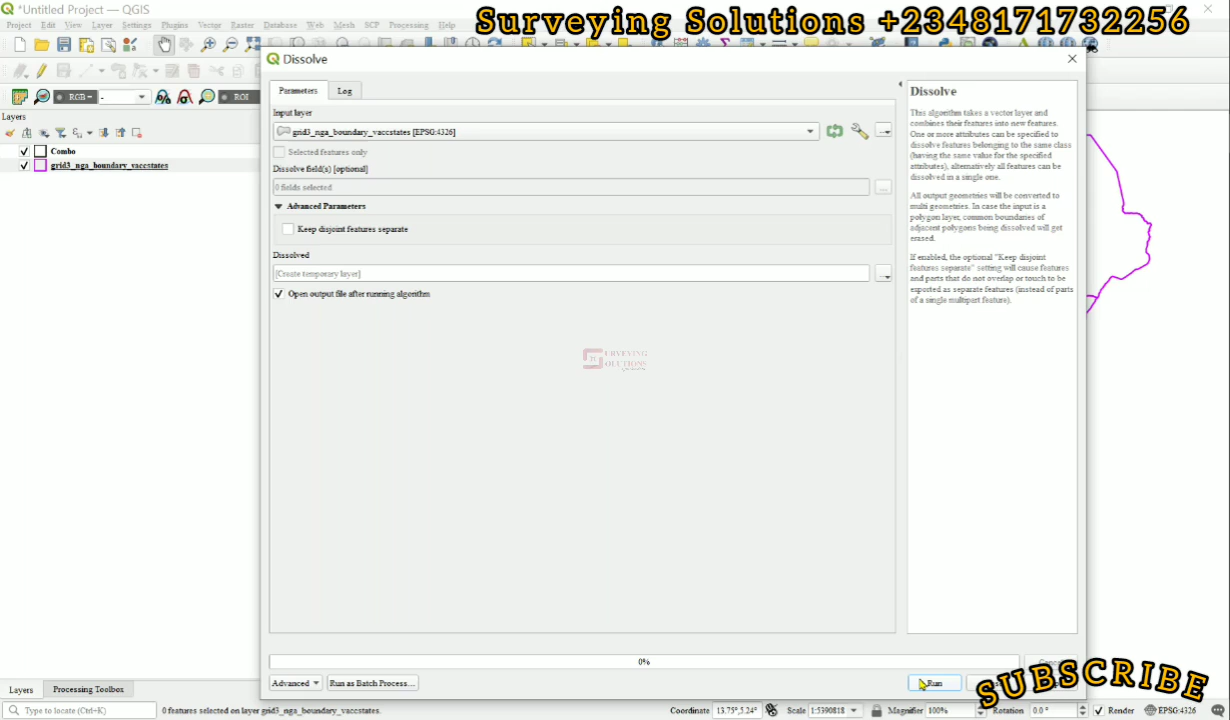 *Untitled Project — QGIS
Surveying Solutions +2348171732256
Project Edit View Layer Settings Plugins Vector Raster Database Web Mesh SCP Processing Help
Dissolve
Parameters Log
RGB= - ROI
Layers
Combo
grid3_nga_boundary_vaccstates
Input layer
grid3_nga_boundary_vaccstates [EPSG:4326]
Selected features only
Dissolve field(s) [optional]
0 fields selected
Advanced Parameters
Keep disjoint features separate
Dissolved
[Create temporary layer]
Open output file after running algorithm
Dissolve
This algorithm takes a vector layer and
combines their features into new features.
One or more attributes can be specified to
dissolve features belonging to the same class
(having the same value for the specified
attributes), alternatively all features can be
dissolved in a single one.
All output geometries will be converted to
multi geometries. In case the input is a
polygon layer, common boundaries of
adjacent polygons being dissolved will get
erased.
If enabled, the optional "Keep disjoint
features separate" setting will cause features
and parts that do not overlap or touch to be
exported as separate features (instead of parts
of a single multipart feature).
URVEYING
OLUTIONS
0%
Cancel
Advanced Run as Batch Process... Run
SUBSCRIBE
Layers Processing Toolbox
Type to locate (Ctrl+K) 0 features selected on layer grid3_nga_boundary_vaccstates. Coordinate 13.75°,5.24° Scale 1:5390818 Magnifier 100% Rotation 0.0 ° Render EPSG:4326